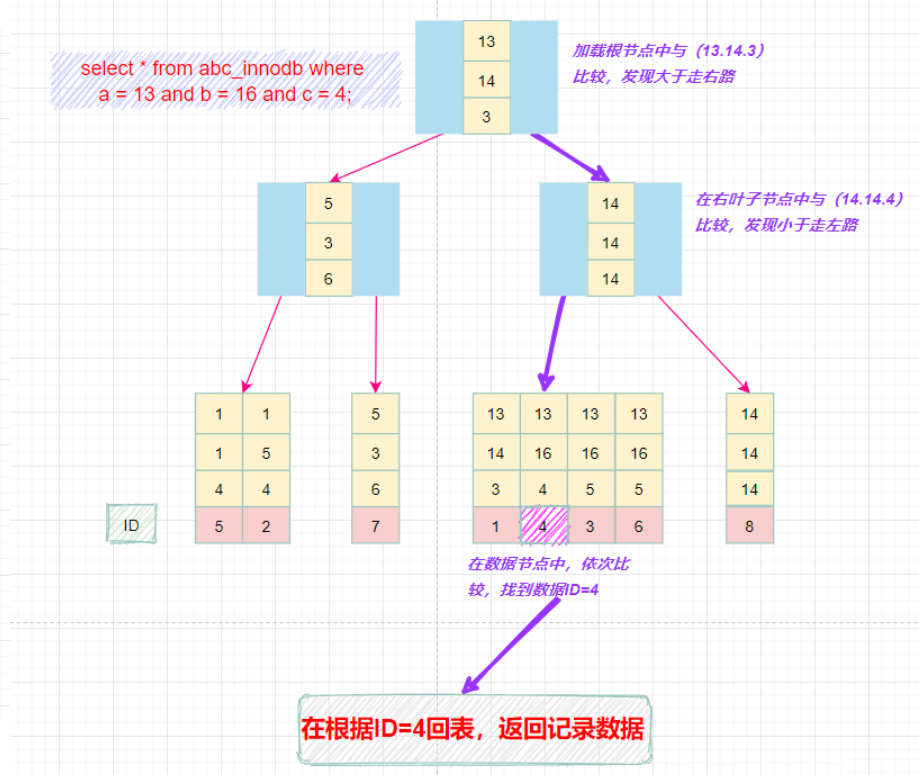 select * from abc_innodb where
a = 13 and b = 16 and c = 4;
13
14
3
加载根节点中与（13.14.3）
比较，发现大于走右路
5
3
6
14
14
14
在右叶子节点中与（14.14.4）
比较，发现小于走左路
1 1 5 13 13 13 13 14
1 5 3 14 16 16 16 14
4 4 6 3 4 5 5 14
ID 5 2 7 1 4 3 6 8
在数据节点中，依次比
较，找到数据ID=4
在根据ID=4回表，返回记录数据